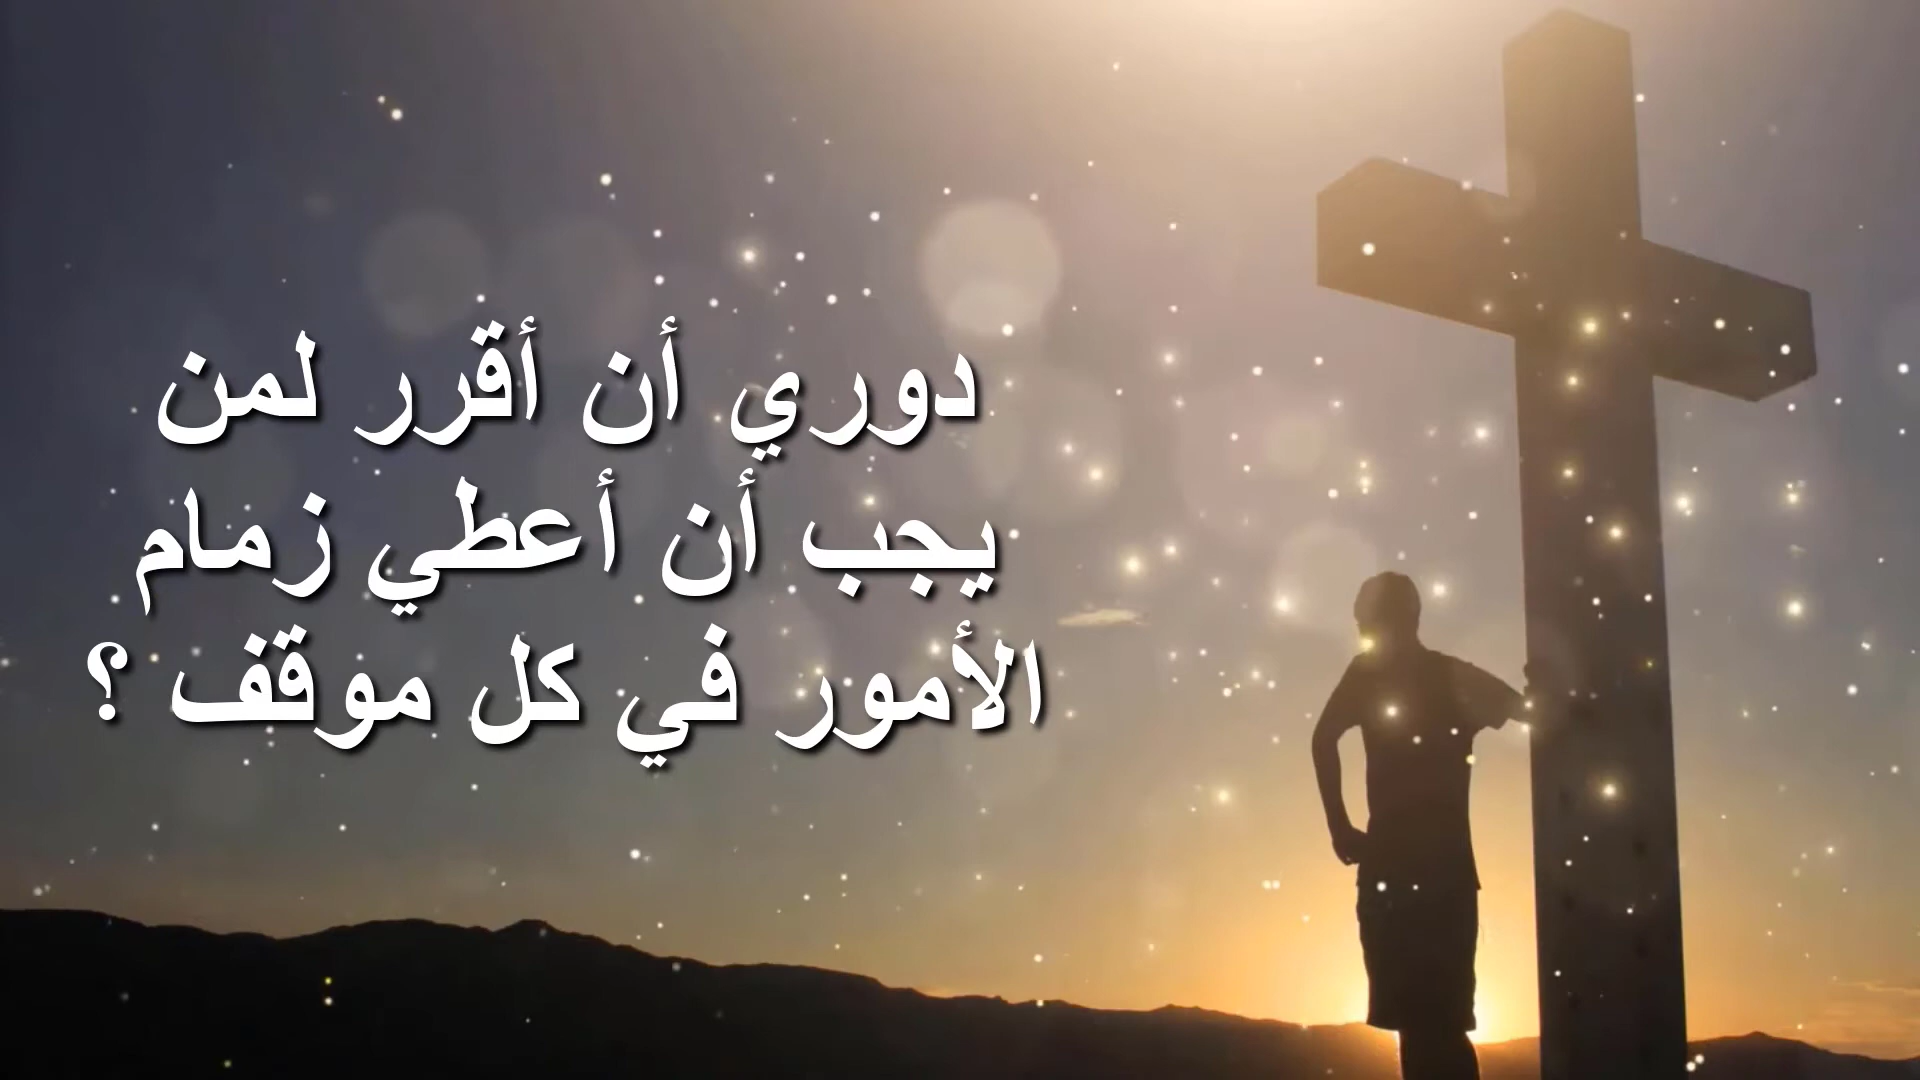 دوري أن أقرر لمن
يجب أن أعطي زمام
الأمور في كل موقف ؟